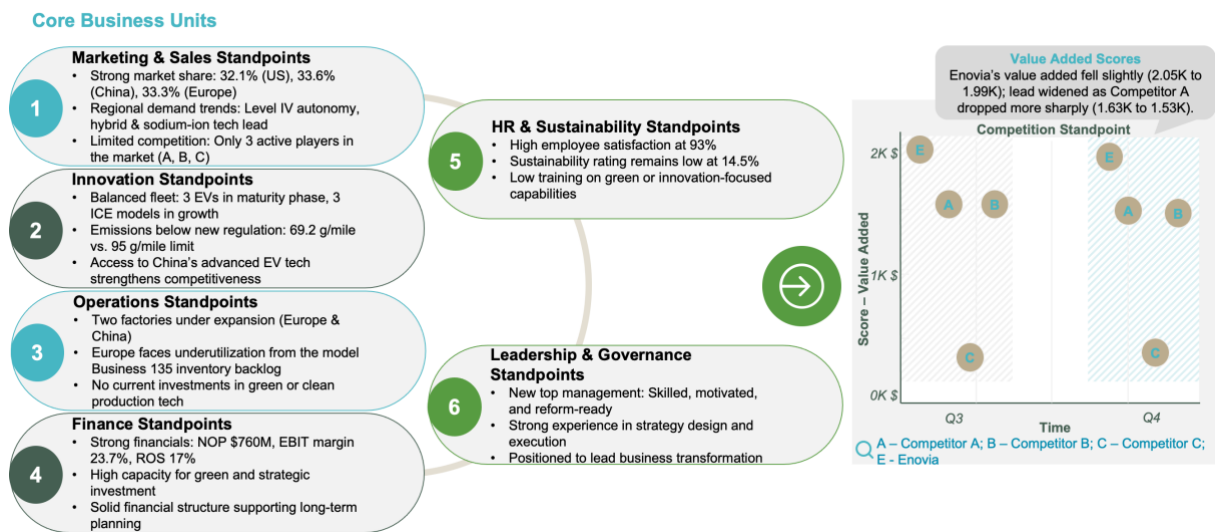 Core Business Units
1
Marketing & Sales Standpoints
• Strong market share: 32.1% (US), 33.6%
(China), 33.3% (Europe)
• Regional demand trends: Level IV autonomy,
hybrid & sodium-ion tech lead
• Limited competition: Only 3 active players in
the market (A, B, C)
2
Innovation Standpoints
• Balanced fleet: 3 EVs in maturity phase, 3
ICE models in growth
• Emissions below new regulation: 69.2 g/mile
vs. 95 g/mile limit
• Access to China's advanced EV tech
strengthens competitiveness
3
Operations Standpoints
• Two factories under expansion (Europe &
China)
• Europe faces underutilization from the model
Business 135 inventory backlog
• No current investments in green or clean
production tech
4
Finance Standpoints
• Strong financials: NOP $760M, EBIT margin
23.7%, ROS 17%
• High capacity for green and strategic
investment
• Solid financial structure supporting long-term
planning
5
HR & Sustainability Standpoints
• High employee satisfaction at 93%
• Sustainability rating remains low at 14.5%
• Low training on green or innovation-focused
capabilities
6
Leadership & Governance
Standpoints
• New top management: Skilled, motivated,
and reform-ready
• Strong experience in strategy design and
execution
• Positioned to lead business transformation
Value Added Scores
Enovia's value added fell slightly (2.05K to
1.99K); lead widened as Competitor A
dropped more sharply (1.63K to 1.53K).
Competition Standpoint
Score – Value Added
2K $
1K $
0K $
E
A
B
C
E
A
B
C
Q3
Q4
Time
A – Competitor A; B – Competitor B; C – Competitor C;
E - Enovia